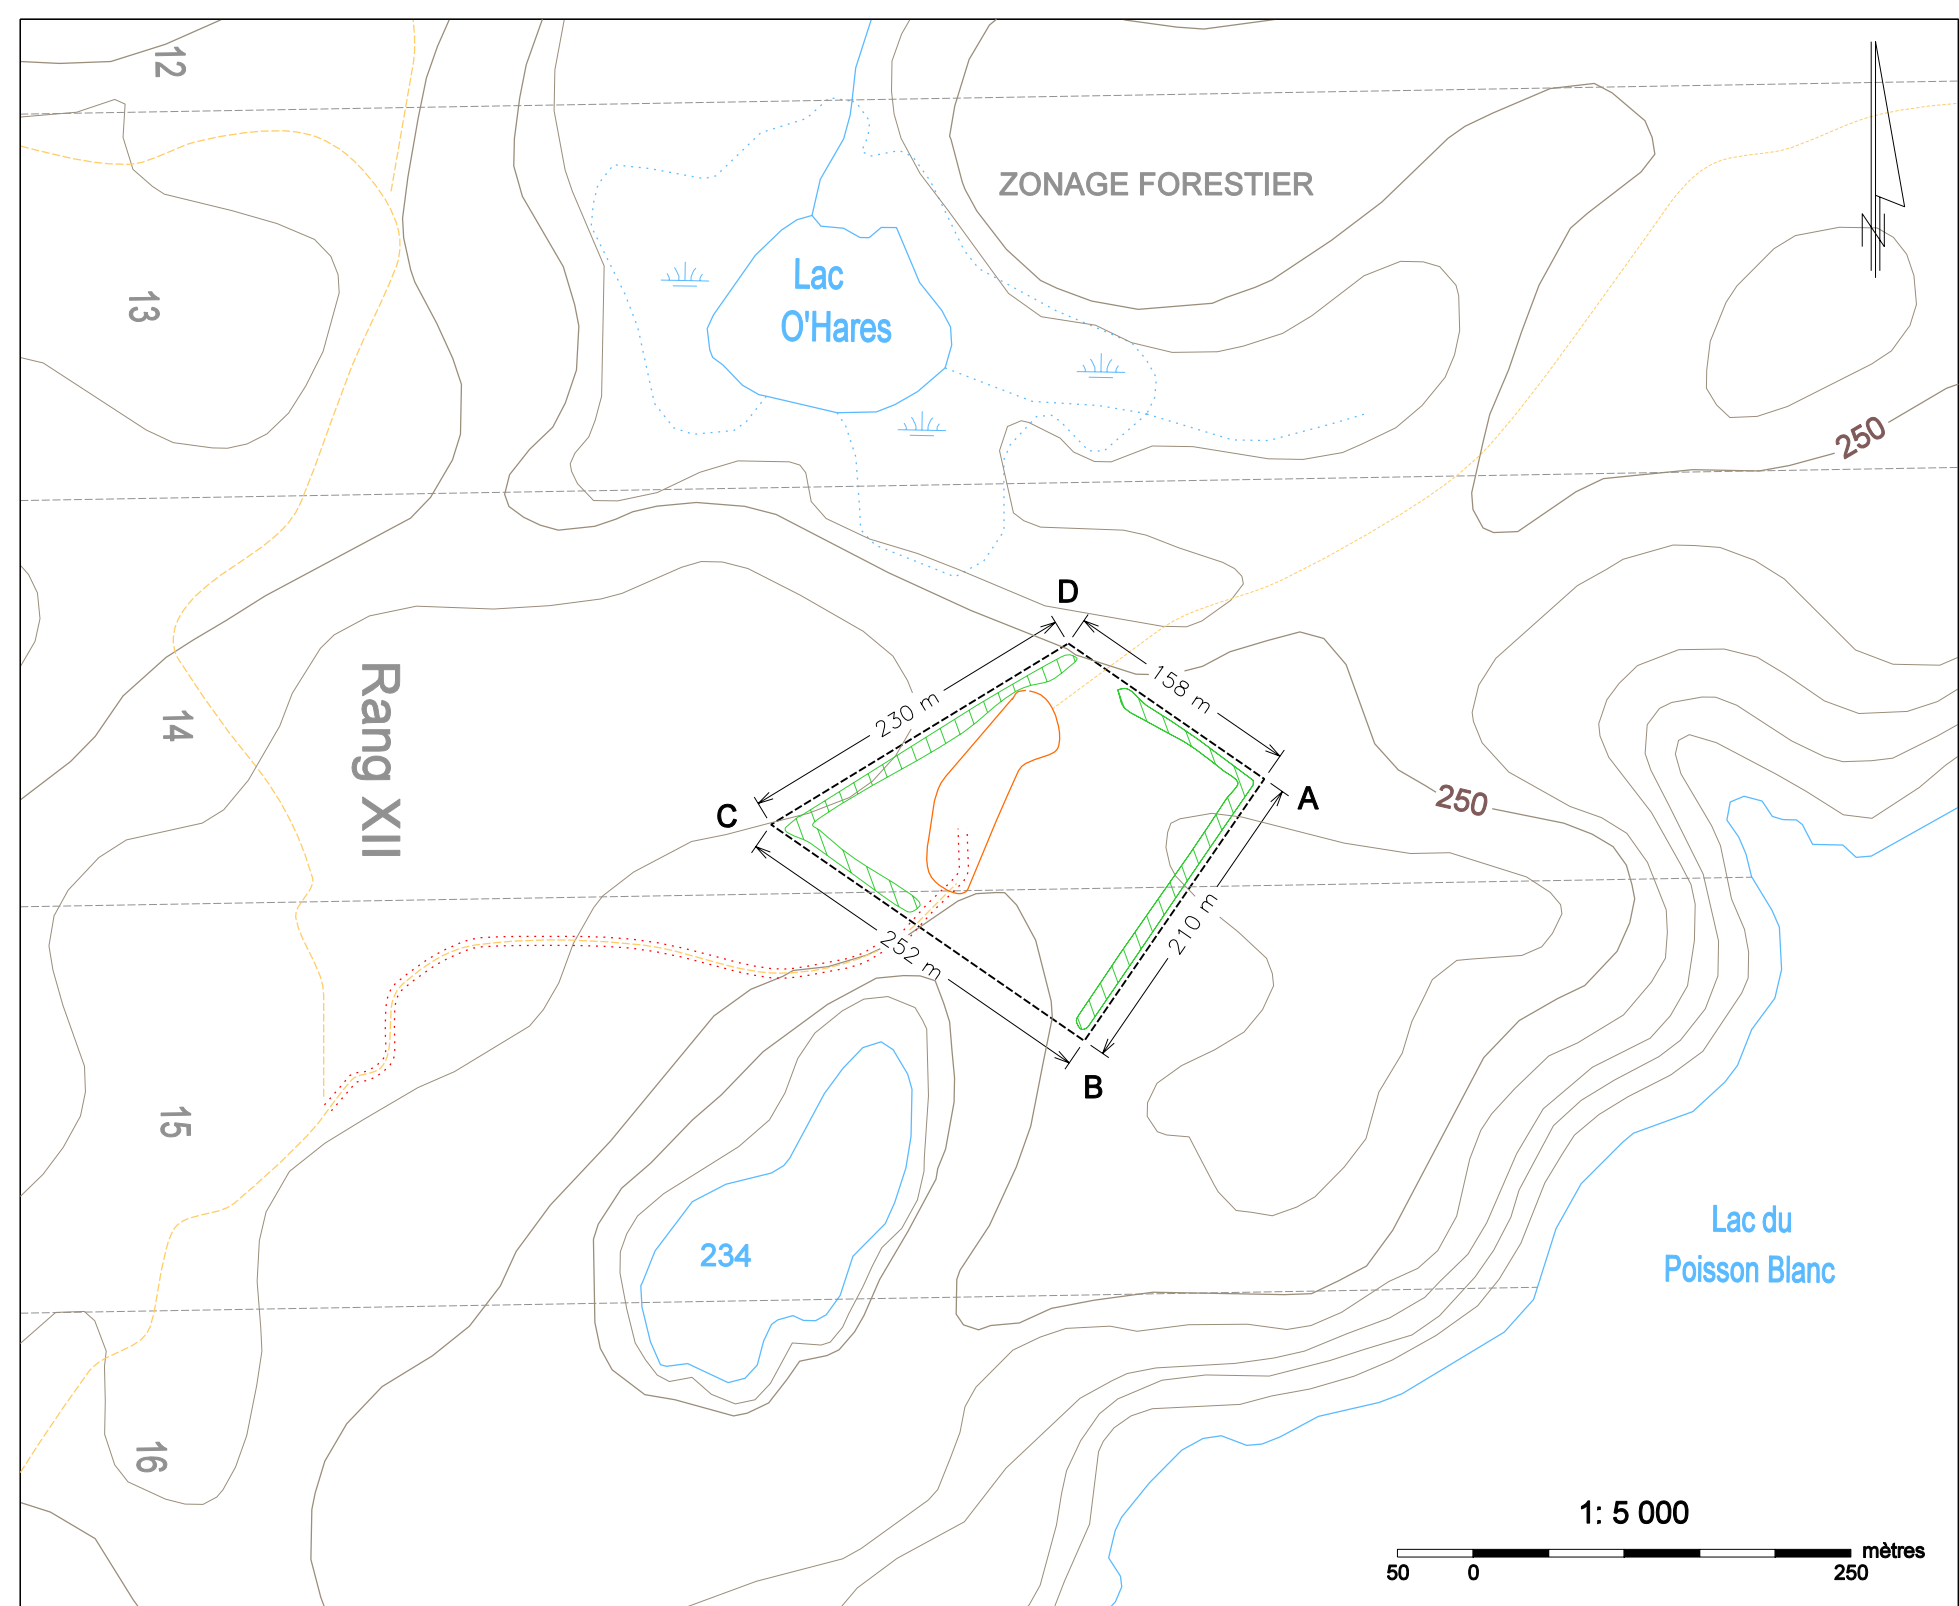 12
ZONAGE FORESTIER
N
Lac
O'Hares
13
250
D
158 m
230 m
Rang XII
14
C
A
250
210 m
252 m
B
15
234
Lac du
Poisson Blanc
16
1: 5 000
mètres
50 0 250